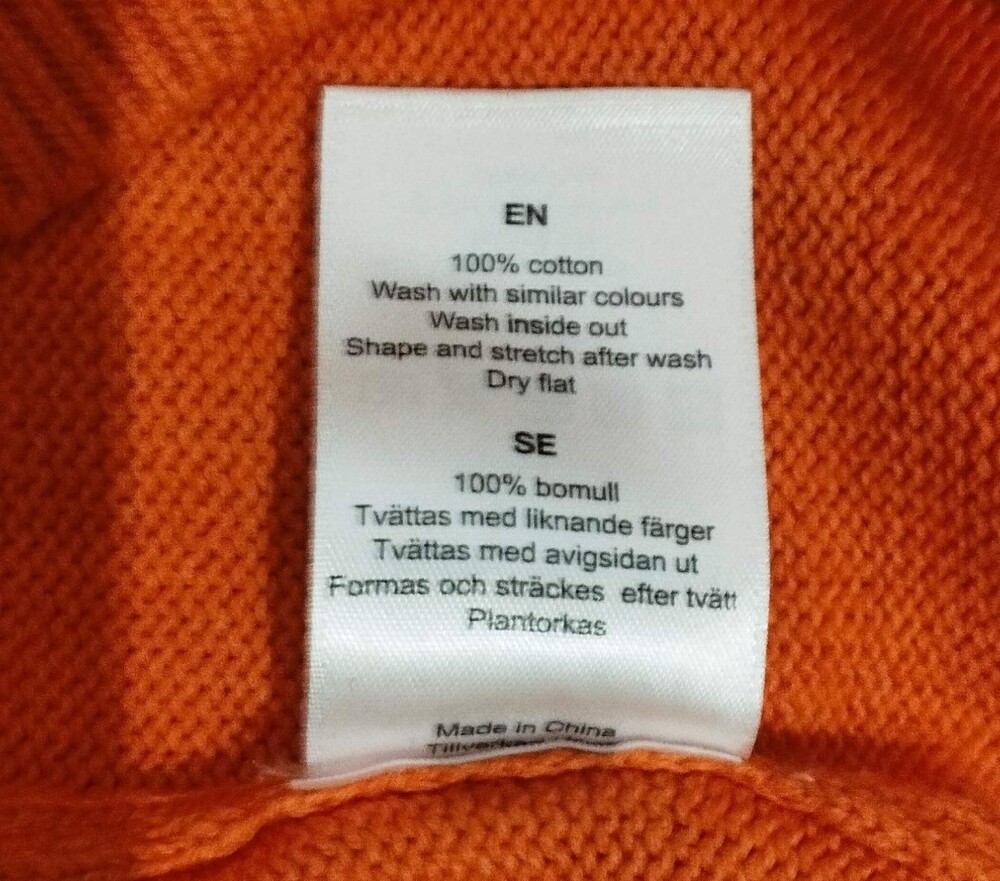 EN
100% cotton
Wash with similar colours
Wash inside out
Shape and stretch after wash
Dry flat
SE
100% bomull
Tvättas med liknande färger
Tvättas med avigsidan ut
Formas och sträckes efter tvätt
Plantorkas
Made in China